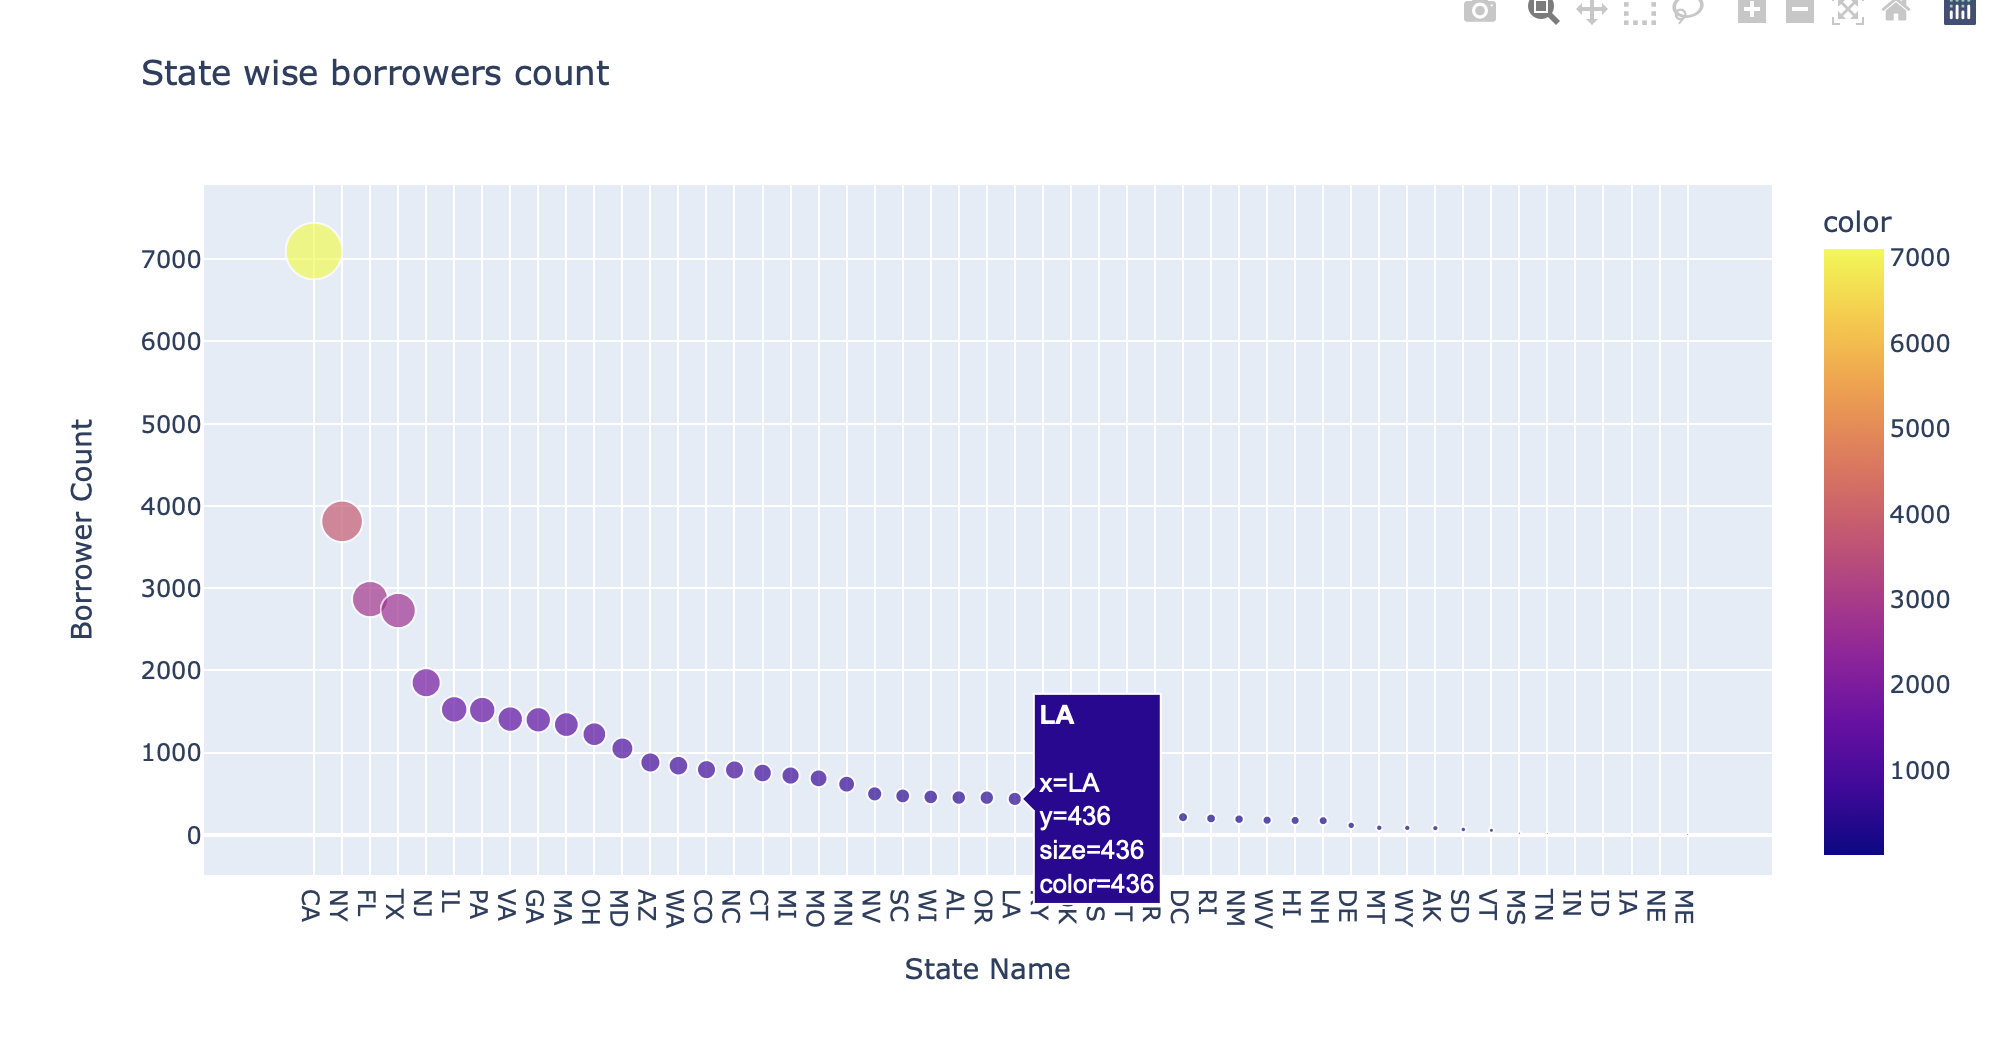 State wise borrowers count
color
7000
6000
5000
4000
3000
2000
1000
0
Borrower Count
7000
6000
5000
4000
3000
2000
1000
LA
x=LA
y=436
size=436
color=436
CA NY FL TX NJ IL PA VA GA MA OH MD AZ WA CO NC CT MI MO MN NV SC WI AL OR LA DC RI NM WV HI NH DE MT WY AK SD VT MS TN IN ID IA NE ME
State Name